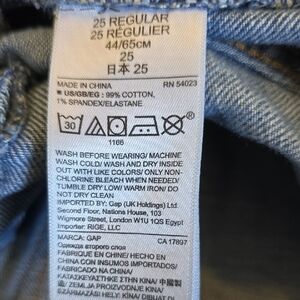 25 REGULAR
25 RÉGULIER
44/65cm
25
日本 25
MADE IN CHINA RN 54023
■ US/GB/EG : 99% COTTON,
1% SPANDEX/ELASTANE
30
1166
WASH BEFORE WEARING/ MACHINE
WASH COLD/ WASH AND DRY INSIDE
OUT WITH LIKE COLORS/ ONLY NON-
CHLORINE BLEACH WHEN NEEDED/
TUMBLE DRY LOW/ WARM IRON/ DO
NOT DRY CLEAN
IMPORTED BY: Gap (UK Holdings) Ltd.
Second Floor, Nations House, 103
Wigmore Street, London W1U 1QS Egypt
Importer: RIGE, LLC
MARCA: GAP CA 17897
Одежда второго слоя
FABRIQUÉ EN CHINE/ HECHO EN
CHINA CON INSUMOS IMPORTADOS/
FABRICADO NA CHINA/
ΚΑΤΑΣΚΕΥΑΣΤΗΚΕ ΣΤΗΝ ΚΙΝΑ/ 中國
製/ ZEMLJA PROIZVODNJE KINA/